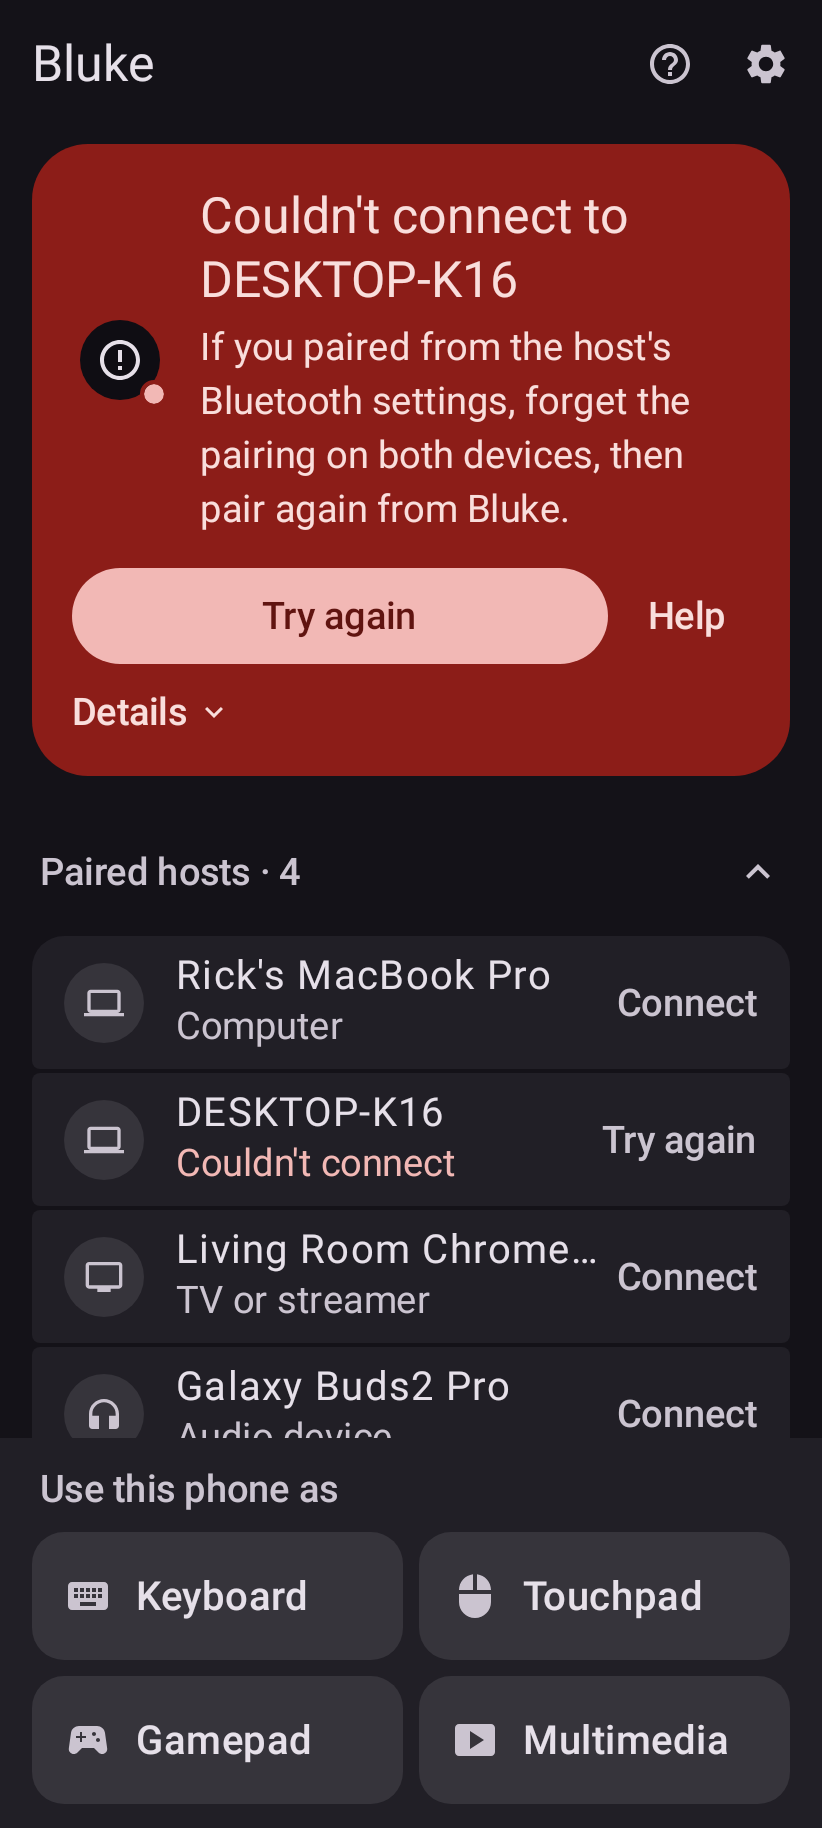 Bluke
Couldn't connect to
DESKTOP-K16
If you paired from the host's
Bluetooth settings, forget the
pairing on both devices, then
pair again from Bluke.
Try again
Help
Details
Paired hosts · 4
Rick's MacBook Pro
Computer
Connect
DESKTOP-K16
Couldn't connect
Try again
Living Room Chrome…
TV or streamer
Connect
Galaxy Buds2 Pro
Audio device
Connect
Use this phone as
Keyboard
Touchpad
Gamepad
Multimedia